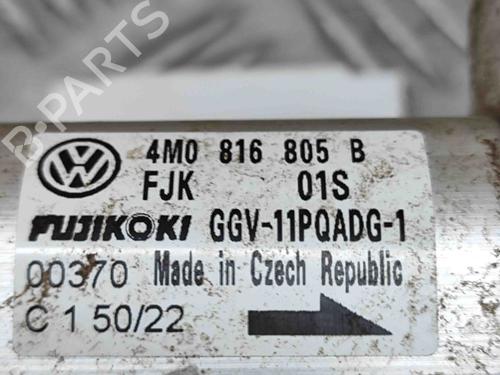 B-PARTS
4M0 816 805 B
FJK 01S
FUJIKOKI GGV-11PQADG-1
00370 Made in Czech Republic
C 1 50/22